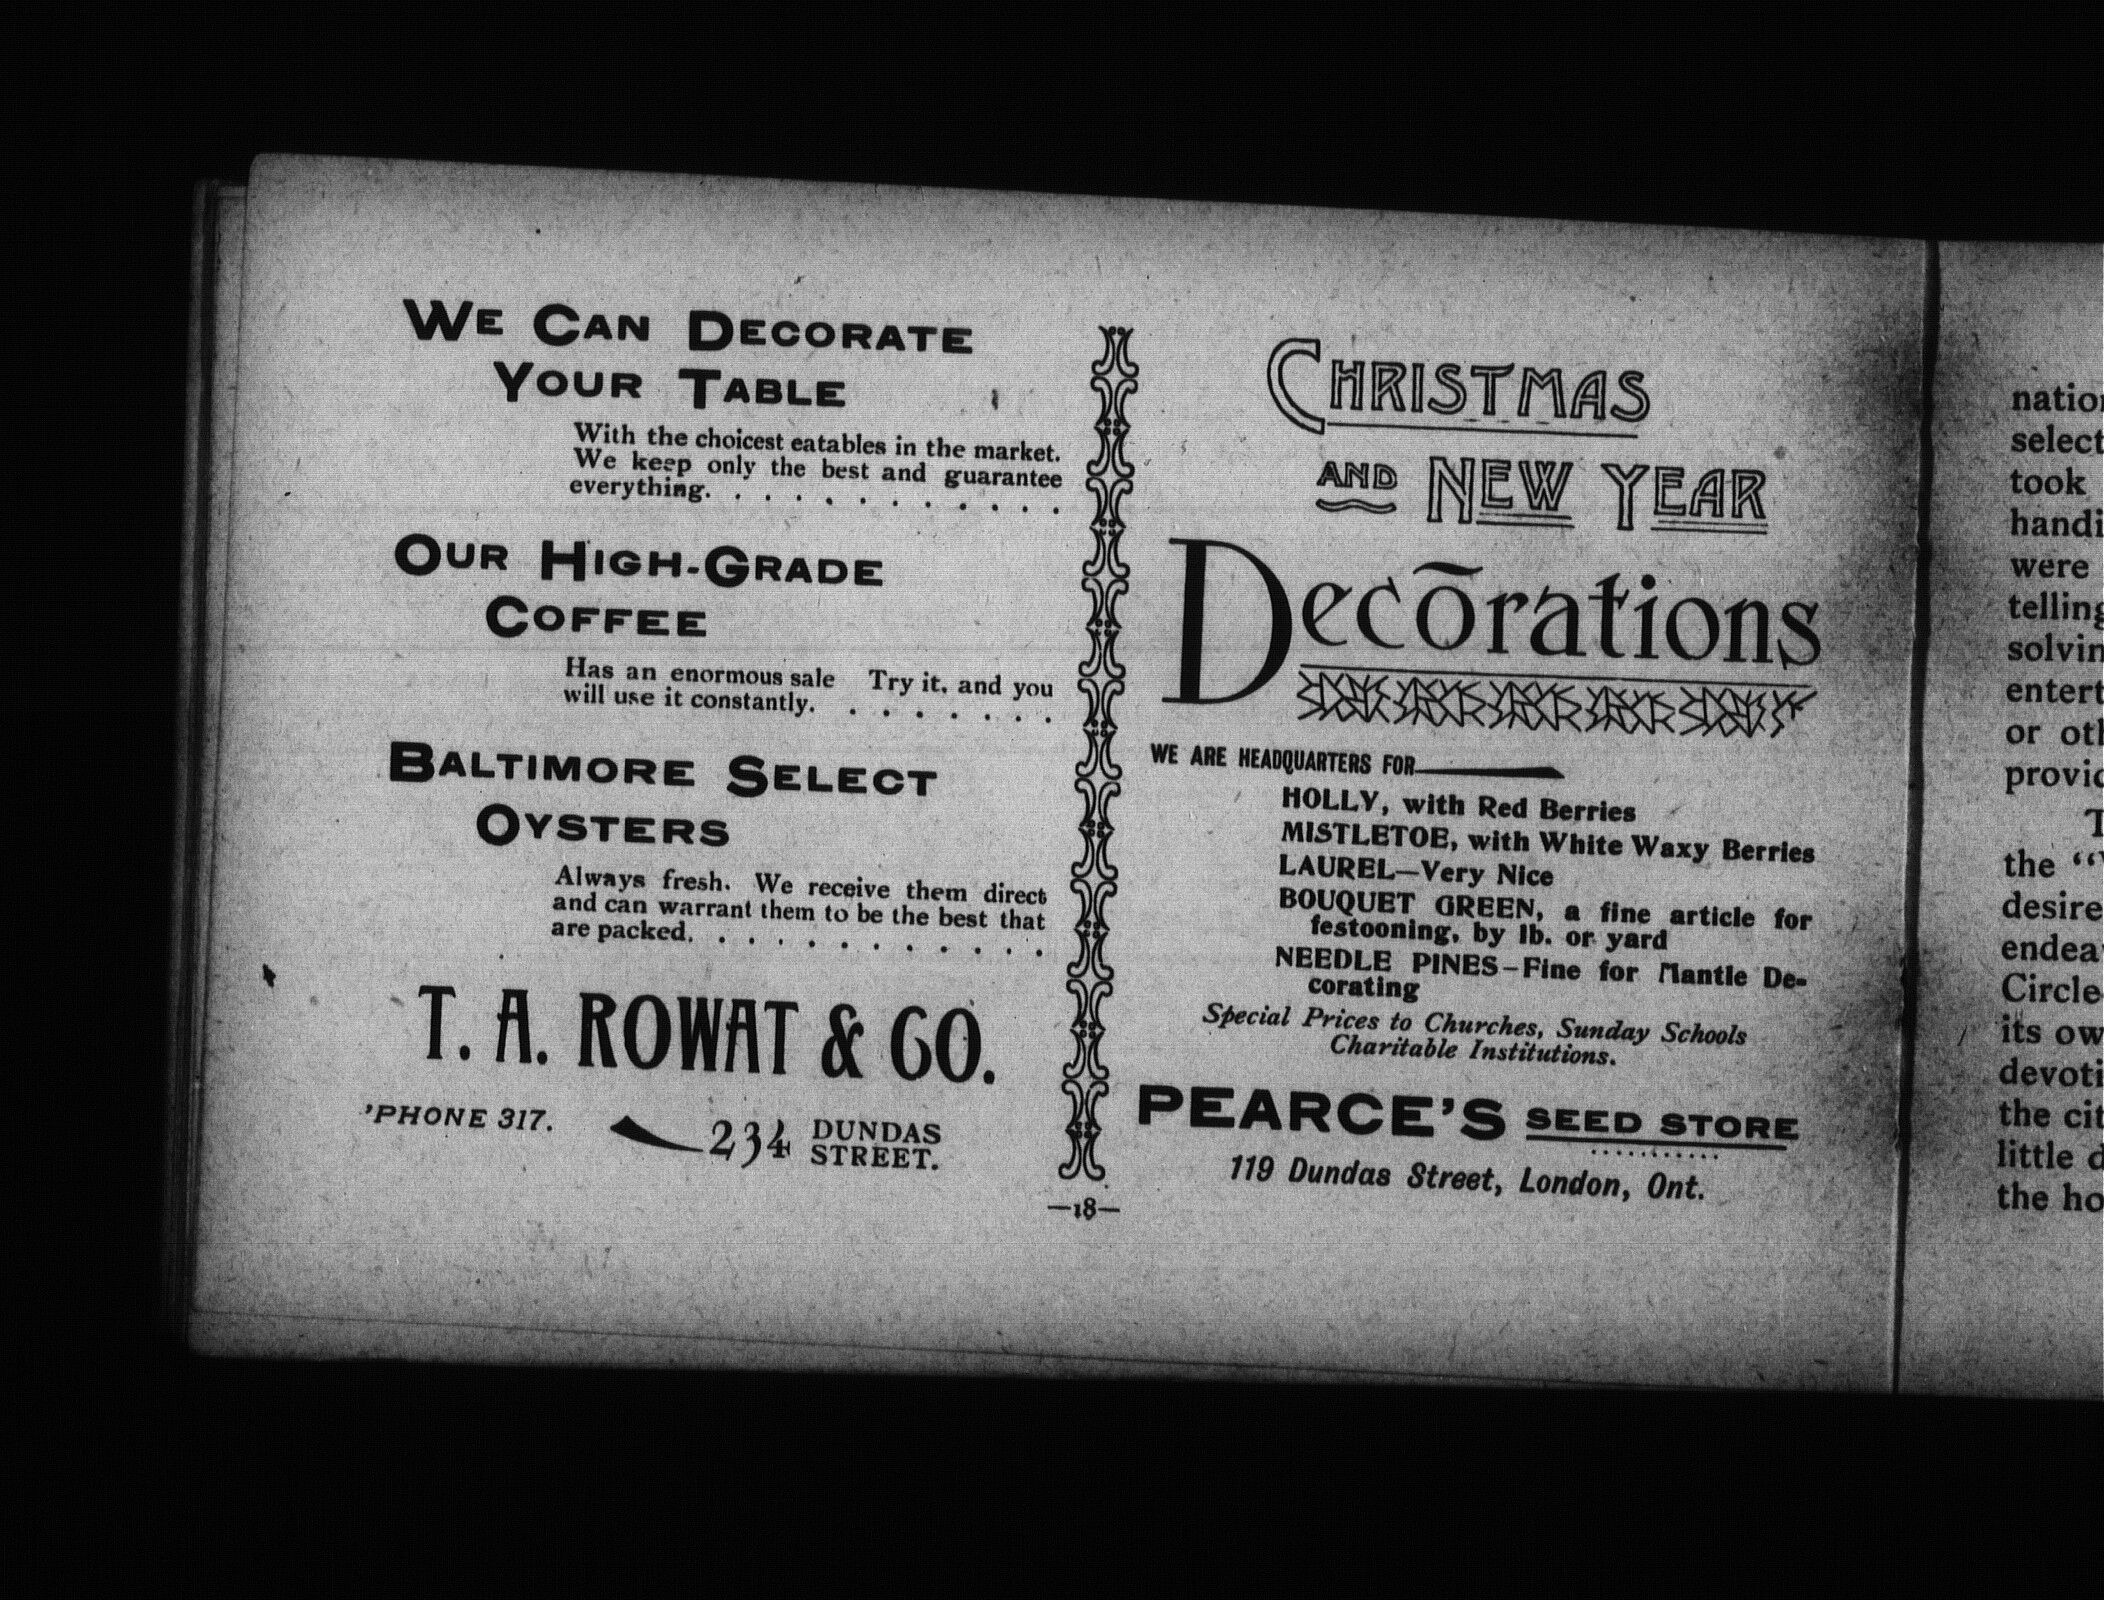 WE CAN DECORATE
YOUR TABLE
With the choicest eatables in the market.
We keep only the best and guarantee
everything. . . . . . . . . . . .
OUR HIGH-GRADE
COFFEE
Has an enormous sale Try it, and you
will use it constantly. . . . . . . .
BALTIMORE SELECT
OYSTERS
Always fresh. We receive them direct
and can warrant them to be the best that
are packed. . . . . . . . . . . .
T. A. ROWAT & CO.
'PHONE 317.
234 DUNDAS
STREET.
CHRISTMAS
AND NEW YEAR
Decorations
WE ARE HEADQUARTERS FOR
HOLLY, with Red Berries
MISTLETOE, with White Waxy Berries
LAUREL—Very Nice
BOUQUET GREEN, a fine article for
festooning, by lb. or yard
NEEDLE PINES—Fine for Mantle De-
corating
Special Prices to Churches, Sunday Schools
Charitable Institutions.
PEARCE'S SEED STORE
119 Dundas Street, London, Ont.
—18—
nation
select
took
handi
were
telling
solvin
entert
or oth
provid
T
the "
desire
endea
Circle
its ow
devoti
the cit
little d
the ho